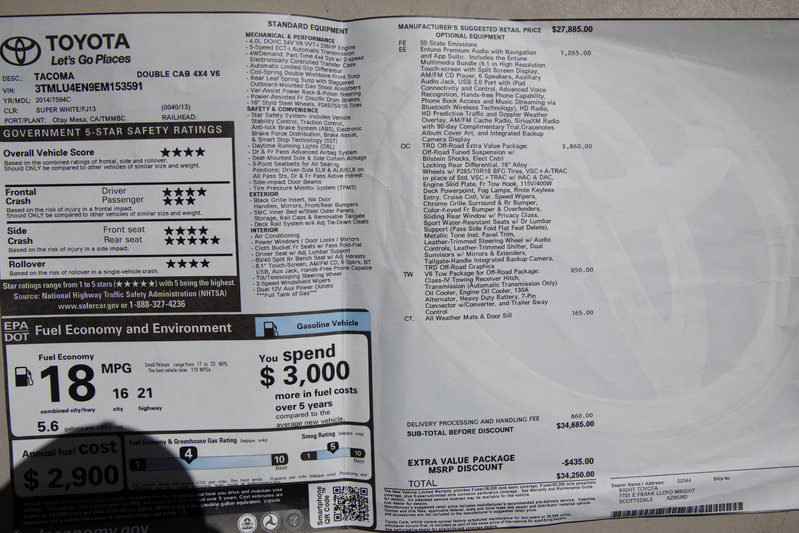 TOYOTA
Let's Go Places
DESC.: TACOMA DOUBLE CAB 4X4 V6
VIN: 3TMLU4EN9EM153591
YR/MDL: 2014/7594C
CLR: SUPER WHITE/FJ13 (0040/13)
PORT/PLANT: Otay Mesa, CA/TMMBC RAILHEAD:
GOVERNMENT 5-STAR SAFETY RATINGS
Overall Vehicle Score ★★★★
Based on the combined ratings of frontal, side and rollover.
Should ONLY be compared to other vehicles of similar size and weight.
Frontal Driver ★★★★
Crash Passenger ★★★
Based on the risk of injury in a frontal impact.
Should ONLY be compared to other vehicles of similar size and weight.
Side Front seat ★★★★
Crash Rear seat ★★★★★
Based on the risk of injury in a side impact.
Rollover ★★★★
Based on the risk of rollover in a single-vehicle crash.
Star ratings range from 1 to 5 stars (★★★★★) with 5 being the highest.
Source: National Highway Traffic Safety Administration (NHTSA)
www.safercar.gov or 1-888-327-4236
EPA
DOT Fuel Economy and Environment
Gasoline Vehicle
Fuel Economy
18 MPG
16 21
combined city/hwy city highway
5.6 gallons per 100 miles
Small Pickups range from 17 to 23 MPG.
The best vehicle rates 119 MPGe.
You spend
$ 3,000
more in fuel costs
over 5 years
compared to the
average new vehicle.
Annual fuel cost
$ 2,900
Fuel Economy & Greenhouse Gas Rating (tailpipe only)
1 4 10
Best
Smog Rating (tailpipe only)
1 5 10
Best
fueleconomy.gov
Smartphone
QR Code
STANDARD EQUIPMENT
MECHANICAL & PERFORMANCE
- 4.0L DOHC 24V V6 VVT-i 236HP Engine
- 5-Speed ECT-i Automatic Transmission
- 4WDemand: Part-Time 4x4 Sys w/2-Speed
Electronically Controlled Transfer Case
- Automatic Limited-Slip Differential
- Coil-Spring Double Wishbone Front Susp
- Rear Leaf Spring Susp with Staggered
Outboard-Mounted Gas Shock Absorbers
- Var-Assist Power Rack & Pinion Steering
- Power-Assisted Fr Disc/Rr Drum Brakes
- 16" Styld Steel Wheels, P245/75R16 Tires
SAFETY & CONVENIENCE
- Star Safety System- includes Vehicle
Stability Control, Traction Control,
Anti-lock Brake System (ABS), Electronic
Brake Force Distribution, Brake Assist,
& Smart Stop Technology (SST)
- Daytime Running Lights (DRL)
- Dr & Fr Pass Advanced Airbag System
- Seat-Mounted Side & Side Curtain Airbags
- 3-Point Seatbelts for All Seating
Positions; Driver-Side ELR & ALR/ELR on
All Pass Sts, Dr & Fr Pass Active Hdrest
- Side-Impact Door Beams
- Tire Pressure Monitor System (TPMS)
EXTERIOR
- Black Grille Insert, Blk Door
Handles, Mirrors, Front/Rear Bumpers
- SMC Inner Bed w/Steel Outer Panels,
Storage, Rail Caps & Removable Tailgate
- Deck Rail System w/4 Adj Tie-Down Cleats
INTERIOR
- Air Conditioning
- Power Windows / Door Locks / Mirrors
- Cloth Bucket Fr Seats w/ Pass Fold-Flat
- Driver Seat w/ Adj Lumbar Support
- 60/40 Split Rr Bench Seat w/ Adj Hdrests
- 6.1" Touch-Screen, AM/FM CD, 6 Spkrs, BT
USB, Aux Jack, Hands-Free Phone Capable
- Tilt/Telescoping Steering Wheel
- 2-Speed Windshield Wipers
- Dual 12V Aux Power Outlets
***Full Tank of Gas***
MANUFACTURER'S SUGGESTED RETAIL PRICE $27,885.00
OPTIONAL EQUIPMENT
FE 50 State Emissions
EE Entune Premium Audio with Navigation 1,265.00
and App Suite: Includes the Entune
Multimedia Bundle (6.1 in High Resolution
Touch-screen with Split Screen Display,
AM/FM CD Player, 6 Speakers, Auxiliary
Audio Jack, USB 2.0 Port with iPod
Connectivity and Control, Advanced Voice
Recognition, Hands-free Phone Capability,
Phone Book Access and Music Streaming via
Bluetooth Wireless Technology), HD Radio,
HD Predictive Traffic and Doppler Weather
Overlay, AM/FM Cache Radio, SiriusXM Radio
with 90-day Complimentary Trial,Gracenotes
Album Cover Art, and Integrated Backup
Camera Display
OC TRD Off-Road Extra Value Package: 3,860.00
Off-Road Tuned Suspension w/
Bilstein Shocks, Elect Cntrl
Locking Rear Differential, 16" Alloy
Wheels w/ P265/70R16 BFG Tires, VSC+A-TRAC
in place of Std. VSC+TRAC w/ HAC & DAC,
Engine Skid Plate, Fr Tow Hook, 115V/400W
Deck Powerpoint, Fog Lamps, Rmte Keyless
Entry, Cruise Cntl, Var. Speed Wipers,
Chrome Grille Surround & Rr Bumper,
Color-Keyed Fr Bumper & Overfenders,
Sliding Rear Window w/ Privacy Glass,
Sport Water-Resistant Seats w/ Dr Lumbar
Support (Pass Side Fold Flat Feat Delete),
Metallic Tone Inst. Panel Trim,
Leather-Trimmed Steering Wheel w/ Audio
Controls, Leather-Trimmed Shifter, Dual
Sunvisors w/ Mirrors & Extenders,
Tailgate-Handle Integrated Backup Camera,
TRD Off-Road Graphics
TW V6 Tow Package for Off-Road Package: 650.00
Class-IV Towing Receiver Hitch,
Transmission (Automatic Transmission Only)
Oil Cooler, Engine Oil Cooler, 130A
Alternator, Heavy Duty Battery, 7-Pin
Connector w/Converter, and Trailer Sway
Control
CT. All Weather Mats & Door Sill 165.00
DELIVERY PROCESSING AND HANDLING FEE 860.00
SUB-TOTAL BEFORE DISCOUNT $34,685.00
EXTRA VALUE PACKAGE
MSRP DISCOUNT -$435.00
TOTAL $34,250.00
Dealer Name and Address 02044 Ship to:
RIGHT TOYOTA
7701 E FRANK LLOYD WRIGHT
SCOTTSDALE AZ85260